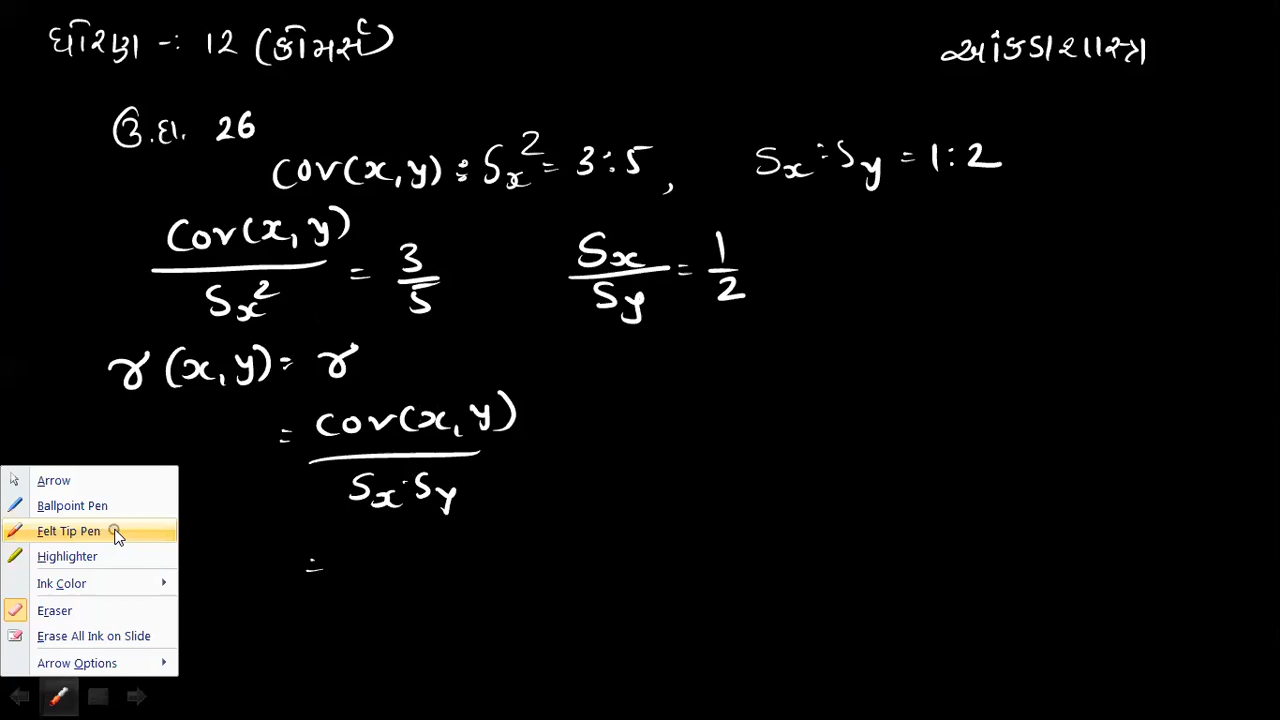 ધોરણ -: 12 (કોમર્સ) આંકડાશાસ્ત્ર
ઉ.દા. 26
cov(x, y) : Sx² = 3 : 5 , Sx : Sy = 1 : 2
cov(x, y) / Sx² = 3/5 Sx / Sy = 1/2
r (x, y) = r
= cov(x, y) / Sx · Sy
=
Arrow
Ballpoint Pen
Felt Tip Pen
Highlighter
Ink Color
Eraser
Erase All Ink on Slide
Arrow Options